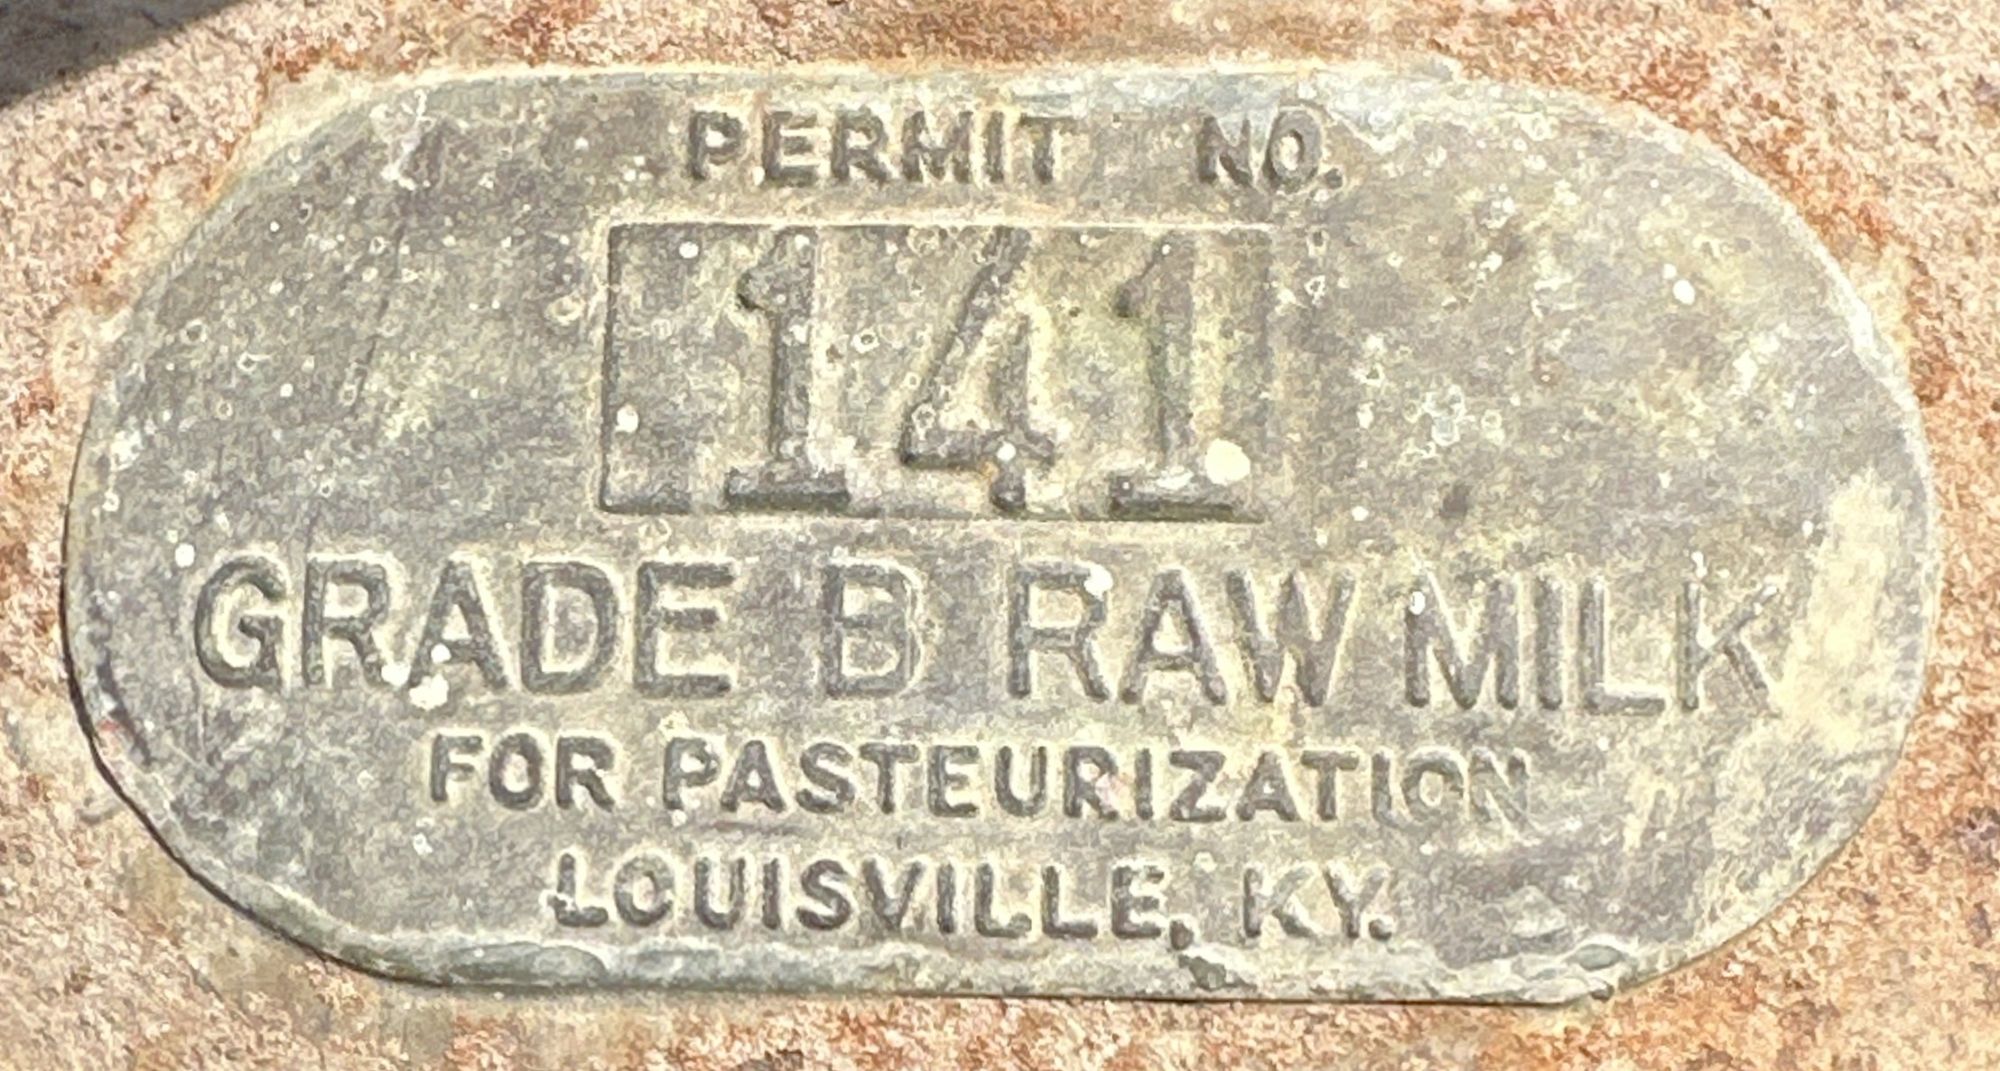 PERMIT NO.
141
GRADE B RAW MILK
FOR PASTEURIZATION
LOUISVILLE, KY.